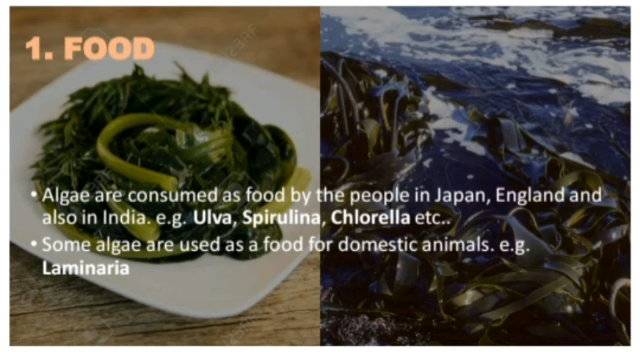 1. FOOD
• Algae are consumed as food by the people in Japan, England and
also in India. e.g. Ulva, Spirulina, Chlorella etc..
• Some algae are used as a food for domestic animals. e.g.
Laminaria